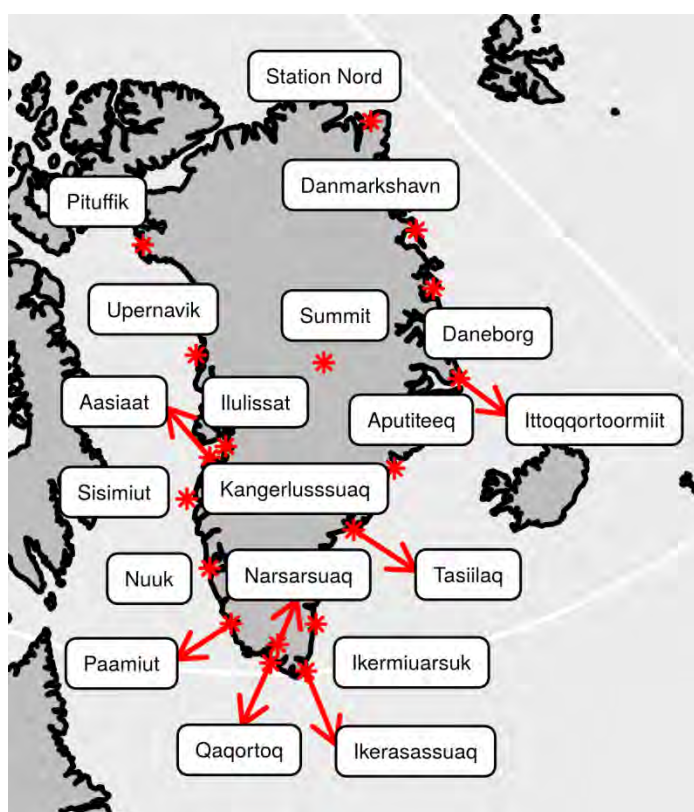 Station Nord
Danmarkshavn
Pituffik
Upernavik
Summit
Daneborg
Aasiaat
Ilulissat
Aputiteeq
Ittoqqortoormiit
Sisimiut
Kangerlusssuaq
Nuuk
Narsarsuaq
Tasiilaq
Paamiut
Ikermiuarsuk
Qaqortoq
Ikerasassuaq